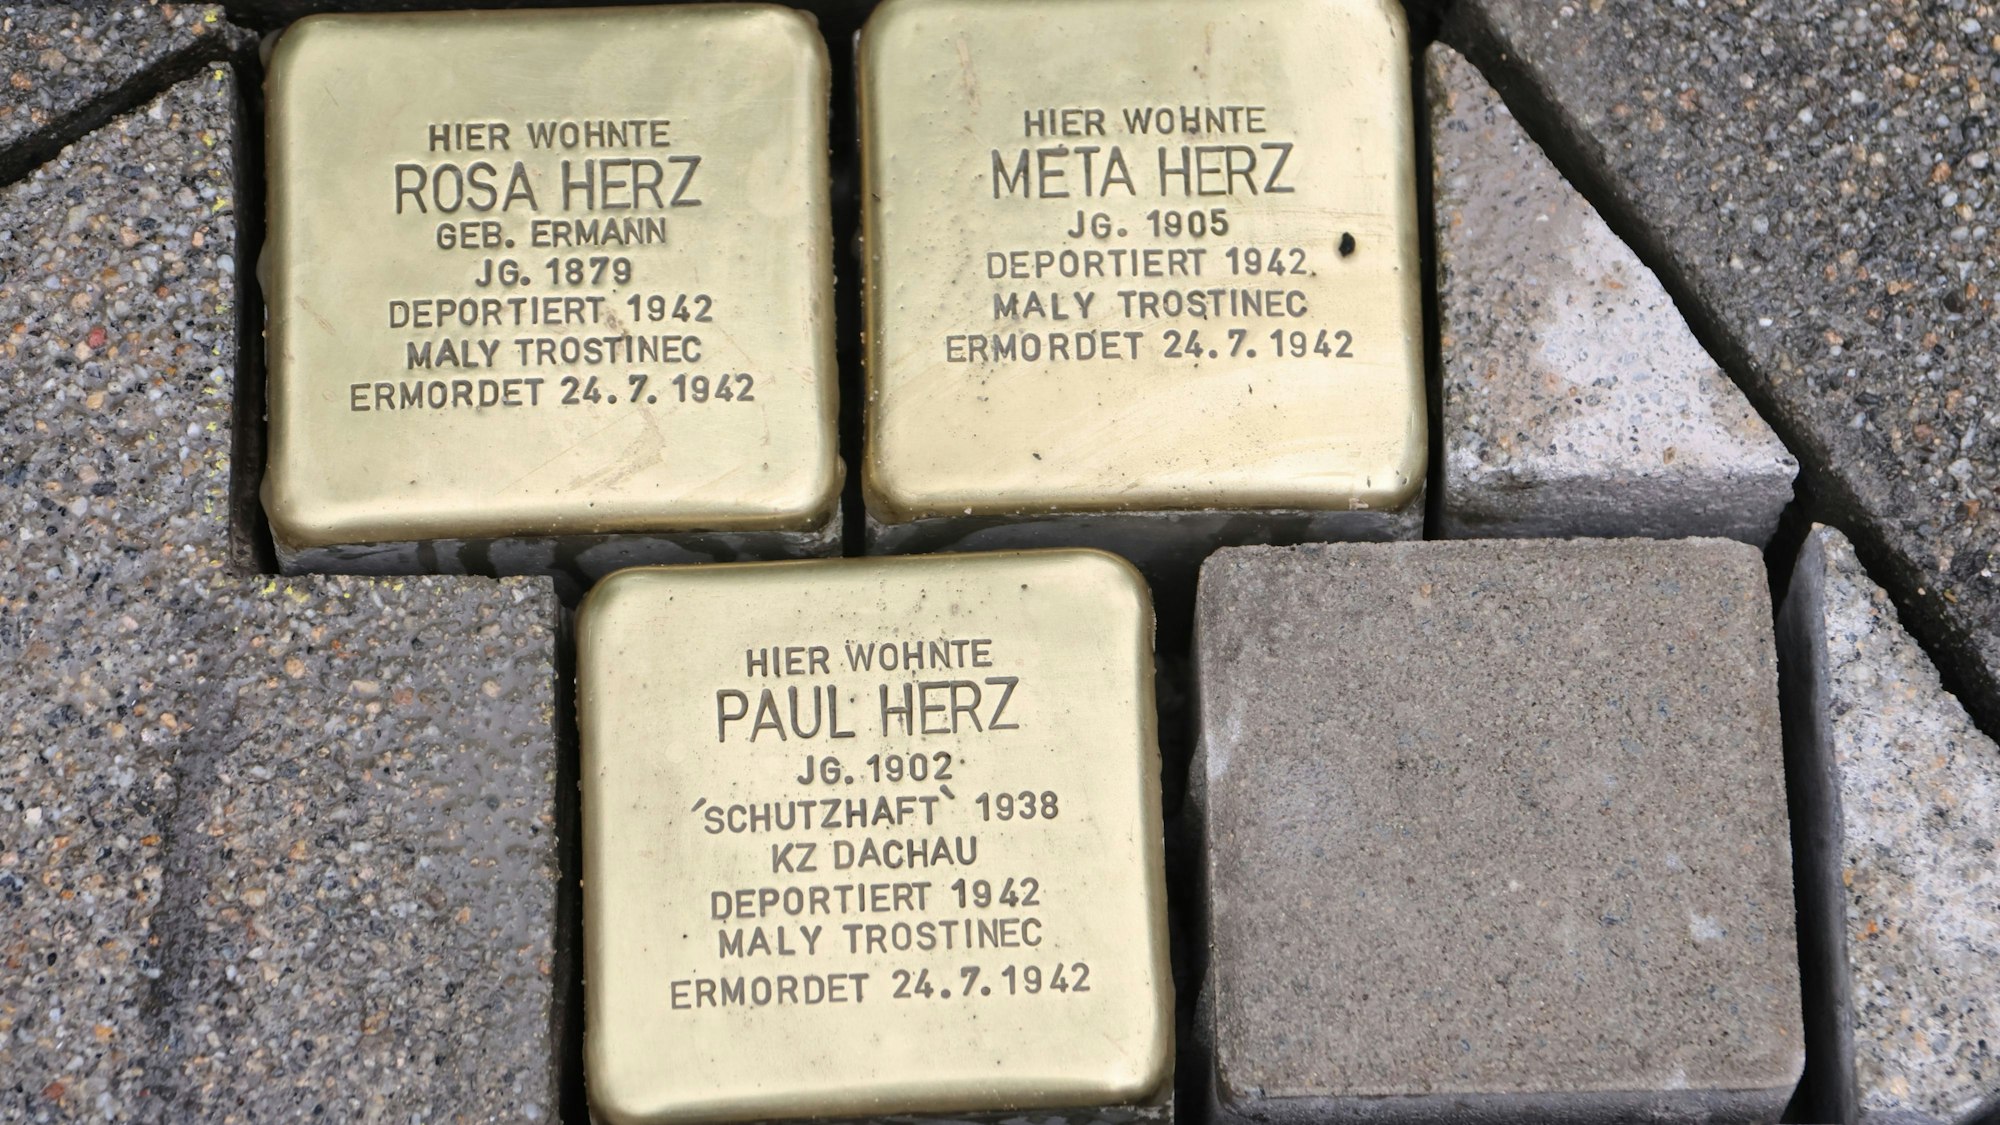 HIER WOHNTE
ROSA HERZ
GEB. ERMANN
JG. 1879
DEPORTIERT 1942
MALY TROSTINEC
ERMORDET 24.7.1942
HIER WOHNTE
META HERZ
JG. 1905
DEPORTIERT 1942
MALY TROSTINEC
ERMORDET 24.7.1942
HIER WOHNTE
PAUL HERZ
JG. 1902
´SCHUTZHAFT` 1938
KZ DACHAU
DEPORTIERT 1942
MALY TROSTINEC
ERMORDET 24.7.1942